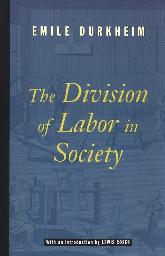 EMILE DURKHEIM
The Division
of Labor in
Society
With an Introduction by LEWIS COSER